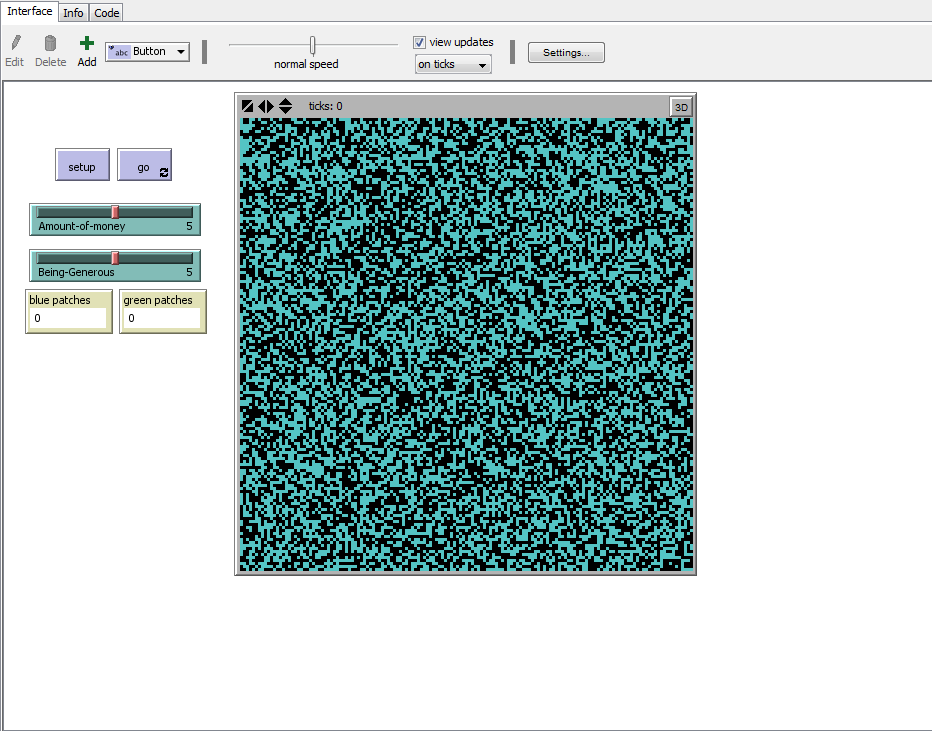 Interface Info Code
Edit Delete Add abc Button normal speed view updates on ticks Settings...
ticks: 0 3D
setup go
Amount-of-money 5
Being-Generous 5
blue patches green patches
0 0